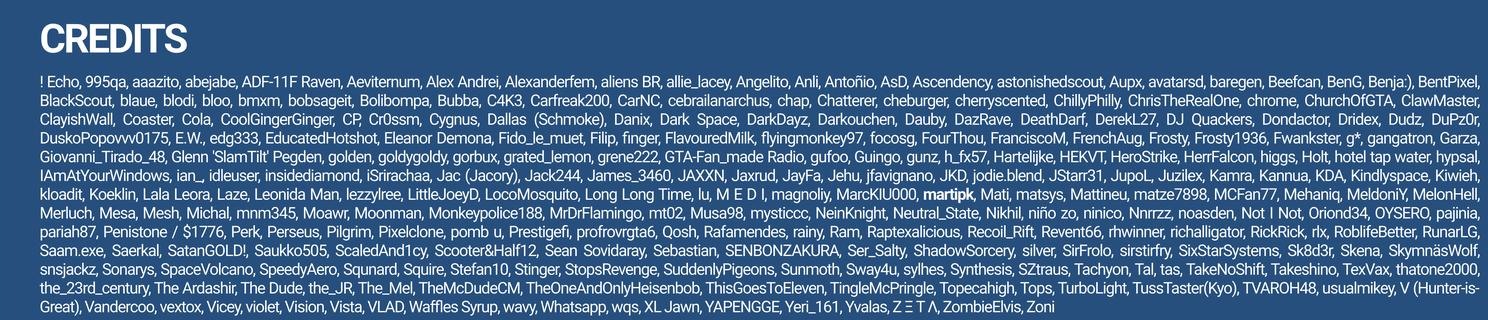 CREDITS
! Echo, 995qa, aaazito, abejabe, ADF-11F Raven, Aeviternum, Alex Andrei, Alexanderfem, aliens BR, allie_lacey, Angelito, Anli, Antoñio, AsD, Ascendency, astonishedscout, Aupx, avatarsd, baregen, Beefcan, BenG, Benja:), BentPixel,
BlackScout, blaue, blodi, bloo, bmxm, bobsageit, Bolibompa, Bubba, C4K3, Carfreak200, CarNC, cebrailanarchus, chap, Chatterer, cheburger, cherryscented, ChillyPhilly, ChrisTheRealOne, chrome, ChurchOfGTA, ClawMaster,
ClayishWall, Coaster, Cola, CoolGingerGinger, CP, Cr0ssm, Cygnus, Dallas (Schmoke), Danix, Dark Space, DarkDayz, Darkouchen, Dauby, DazRave, DeathDarf, DerekL27, DJ Quackers, Dondactor, Dridex, Dudz, DuPz0r,
DuskoPopovvv0175, E.W., edg333, EducatedHotshot, Eleanor Demona, Fido_le_muet, Filip, finger, FlavouredMilk, flyingmonkey97, focosg, FourThou, FranciscoM, FrenchAug, Frosty, Frosty1936, Fwankster, g*, gangatron, Garza,
Giovanni_Tirado_48, Glenn 'SlamTilt' Pegden, golden, goldygoldy, gorbux, grated_lemon, grene222, GTA-Fan_made Radio, gufoo, Guingo, gunz, h_fx57, Hartelijke, HEKVT, HeroStrike, HerrFalcon, higgs, Holt, hotel tap water, hypsal,
IAmAtYourWindows, ian_, idleuser, insidediamond, iSrirachaa, Jac (Jacory), Jack244, James_3460, JAXXN, Jaxrud, JayFa, Jehu, jfavignano, JKD, jodie.blend, JStarr31, JupoL, Juzilex, Kamra, Kannua, KDA, Kindlyspace, Kiwieh,
kloadit, Koeklin, Lala Leora, Laze, Leonida Man, lezzylree, LittleJoeyD, LocoMosquito, Long Long Time, lu, M E D I, magnoliy, MarcKIU000, martipk, Mati, matsys, Mattineu, matze7898, MCFan77, Mehaniq, MeldoniY, MelonHell,
Merluch, Mesa, Mesh, Michal, mnm345, Moawr, Moonman, Monkeypolice188, MrDrFlamingo, mt02, Musa98, mysticcc, NeinKnight, Neutral_State, Nikhil, niño zo, ninico, Nnrrzz, noasden, Not I Not, Oriond34, OYSERO, pajinia,
pariah87, Penistone / $1776, Perk, Perseus, Pilgrim, Pixelclone, pomb u, Prestigefi, profrovrgta6, Qosh, Rafamendes, rainy, Ram, Raptexalicious, Recoil_Rift, Revent66, rhwinner, richalligator, RickRick, rlx, RoblifeBetter, RunarLG,
Saam.exe, Saerkal, SatanGOLD!, Saukko505, ScaledAnd1cy, Scooter&Half12, Sean Sovidaray, Sebastian, SENBONZAKURA, Ser_Salty, ShadowSorcery, silver, SirFrolo, sirstirfry, SixStarSystems, Sk8d3r, Skena, SkymnäsWolf,
snsjackz, Sonarys, SpaceVolcano, SpeedyAero, Squnard, Squire, Stefan10, Stinger, StopsRevenge, SuddenlyPigeons, Sunmoth, Sway4u, sylhes, Synthesis, SZtraus, Tachyon, Tal, tas, TakeNoShift, Takeshino, TexVax, thatone2000,
the_23rd_century, The Ardashir, The Dude, the_JR, The_Mel, TheMcDudeCM, TheOneAndOnlyHeisenbob, ThisGoesToEleven, TingleMcPringle, Topecahigh, Tops, TurboLight, TussTaster(Kyo), TVAROH48, usualmikey, V (Hunter-is-
Great), Vandercoo, vextox, Vicey, violet, Vision, Vista, VLAD, Waffles Syrup, wavy, Whatsapp, wqs, XL Jawn, YAPENGGE, Yeri_161, Yvalas, Z Ξ T Λ, ZombieElvis, Zoni